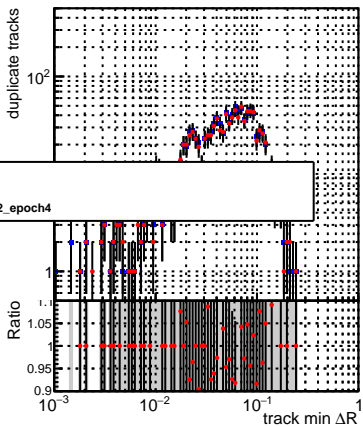 duplicate tracks
10²
2_epoch4
1
Ratio
1.1
1.05
1
0.95
0.9
10⁻³ 10⁻² 10⁻¹ 1
track min ΔR